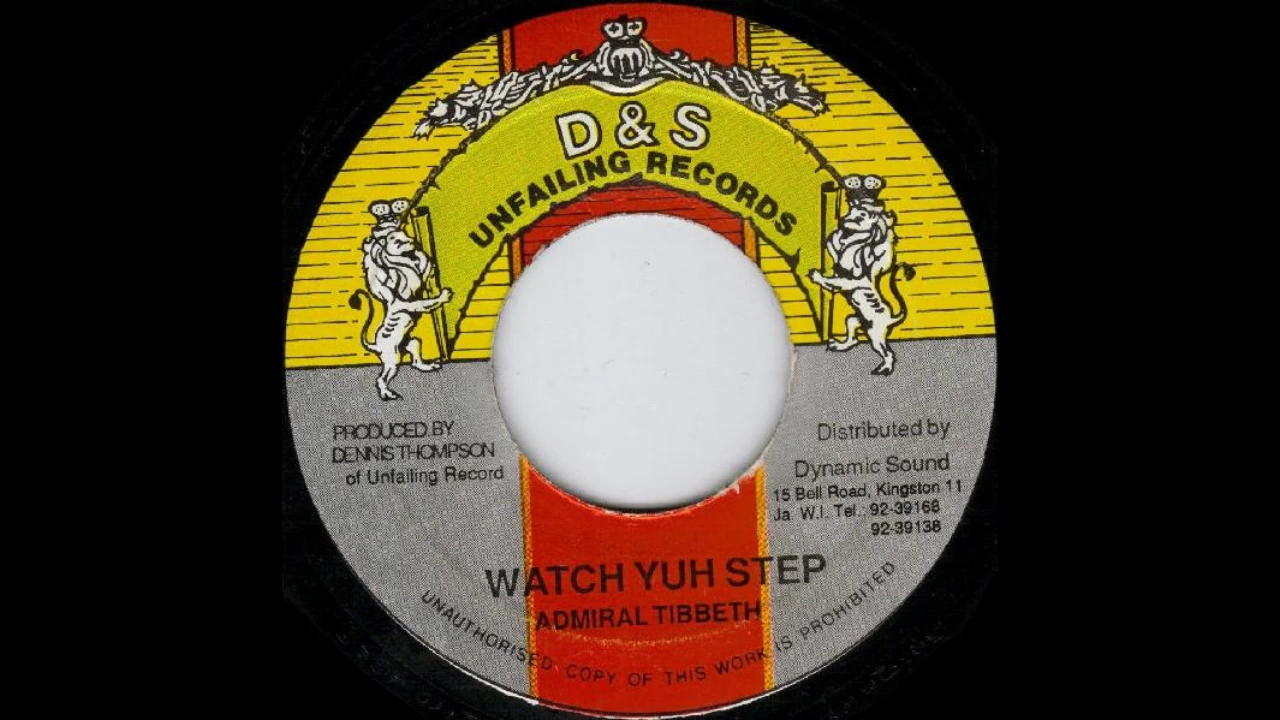 D & S
UNFAILING RECORDS
PRODUCED BY
DENNIS THOMPSON
of Unfailing Record
Distributed by
Dynamic Sound
15 Bell Road, Kingston 11
Ja. W.I. Tel.: 92-39168
92-39138
WATCH YUH STEP
ADMIRAL TIBBETH
UNAUTHORISED COPY OF THIS WORK IS PROHIBITED